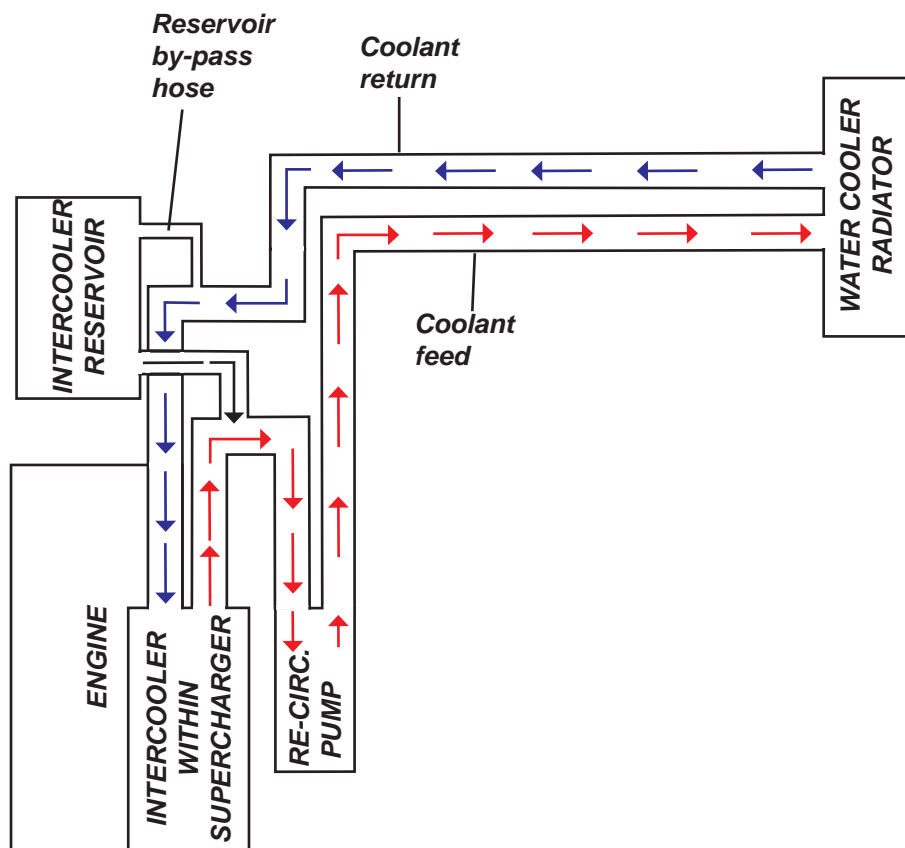 Reservoir
by-pass
hose
Coolant
return
WATER COOLER
RADIATOR
INTERCOOLER
RESERVOIR
Coolant
feed
ENGINE
INTERCOOLER
WITHIN
SUPERCHARGER
RE-CIRC.
PUMP